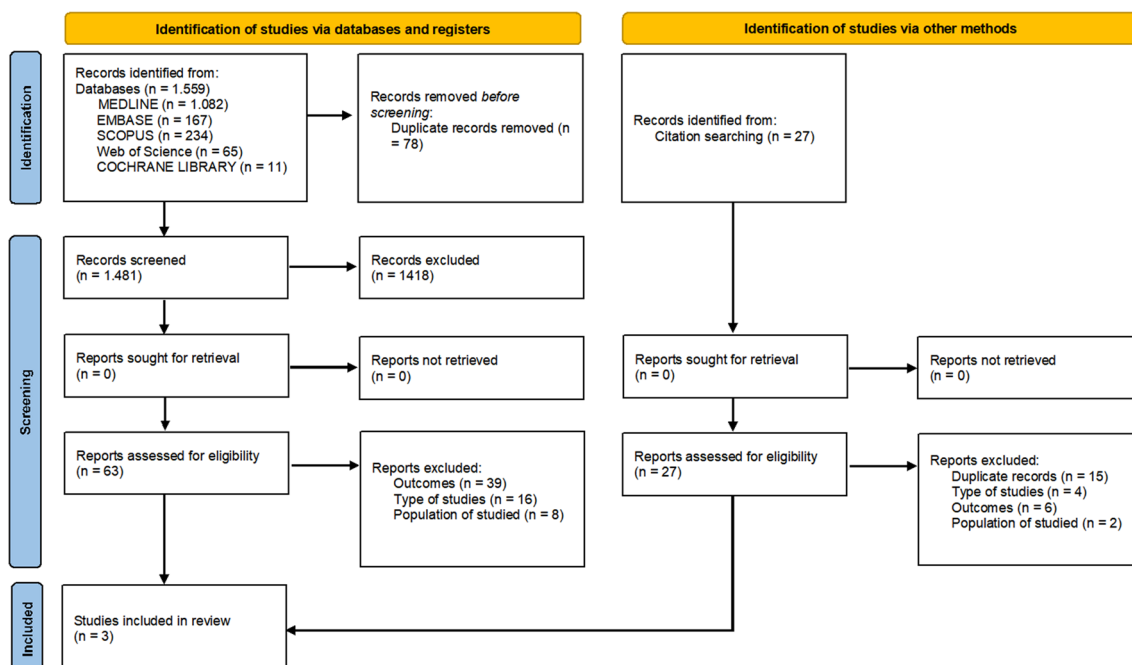 Identification of studies via databases and registers
Identification of studies via other methods
Identification
Records identified from:
Databases (n = 1.559)
MEDLINE (n = 1.082)
EMBASE (n = 167)
SCOPUS (n = 234)
Web of Science (n = 65)
COCHRANE LIBRARY (n = 11)
Records removed before
screening:
Duplicate records removed (n
= 78)
Records identified from:
Citation searching (n = 27)
Screening
Records screened
(n = 1.481)
Records excluded
(n = 1418)
Reports sought for retrieval
(n = 0)
Reports not retrieved
(n = 0)
Reports sought for retrieval
(n = 0)
Reports not retrieved
(n = 0)
Reports assessed for eligibility
(n = 63)
Reports excluded:
Outcomes (n = 39)
Type of studies (n = 16)
Population of studied (n = 8)
Reports assessed for eligibility
(n = 27)
Reports excluded:
Duplicate records (n = 15)
Type of studies (n = 4)
Outcomes (n = 6)
Population of studied (n = 2)
Included
Studies included in review
(n = 3)